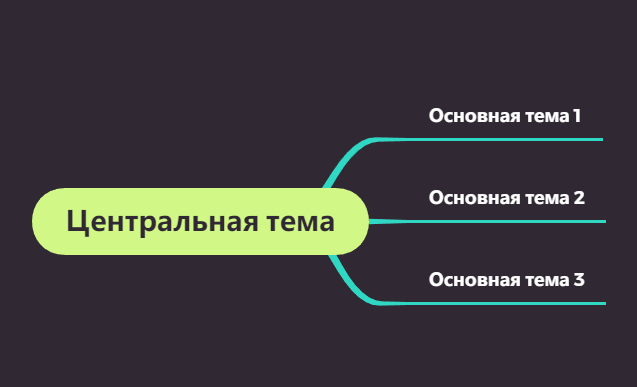 Основная тема 1
Центральная тема
Основная тема 2
Основная тема 3